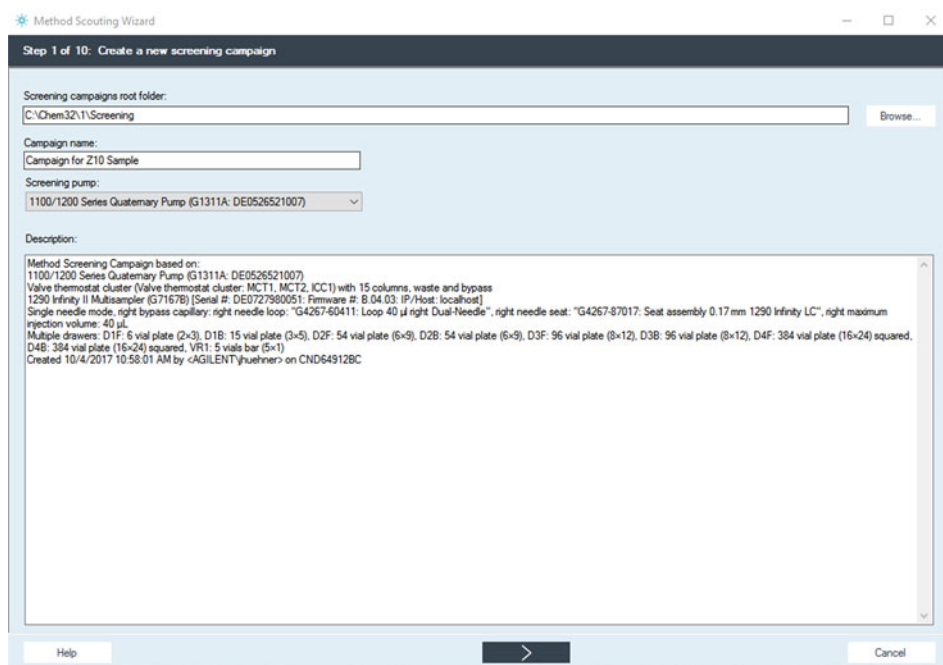 Method Scouting Wizard
Step 1 of 10: Create a new screening campaign
Screening campaigns root folder:
C:\Chem32\1\Screening
Browse...
Campaign name:
Campaign for Z10 Sample
Screening pump:
1100/1200 Series Quaternary Pump (G1311A: DE0526521007)
Description:
Method Screening Campaign based on:
1100/1200 Series Quaternary Pump (G1311A: DE0526521007)
Valve thermostat cluster (Valve thermostat cluster: MCT1, MCT2, ICC1) with 15 columns, waste and bypass
1290 Infinity II Multisampler (G7167B) [Serial #: DE0727980051: Firmware #: B.04.03: IP/Host: localhost]
Single needle mode, right bypass capillary: right needle loop: "G4267-60411: Loop 40 µl right Dual-Needle", right needle seat: "G4267-87017: Seat assembly 0.17 mm 1290 Infinity LC", right maximum
injection volume: 40 µL
Multiple drawers: D1F: 6 vial plate (2×3), D1B: 15 vial plate (3×5), D2F: 54 vial plate (6×9), D2B: 54 vial plate (6×9), D3F: 96 vial plate (8×12), D3B: 96 vial plate (8×12), D4F: 384 vial plate (16×24) squared,
D4B: 384 vial plate (16×24) squared, VR1: 5 vials bar (5×1)
Created 10/4/2017 10:58:01 AM by <AGILENT\jhuehner> on CND64912BC
Help
Cancel